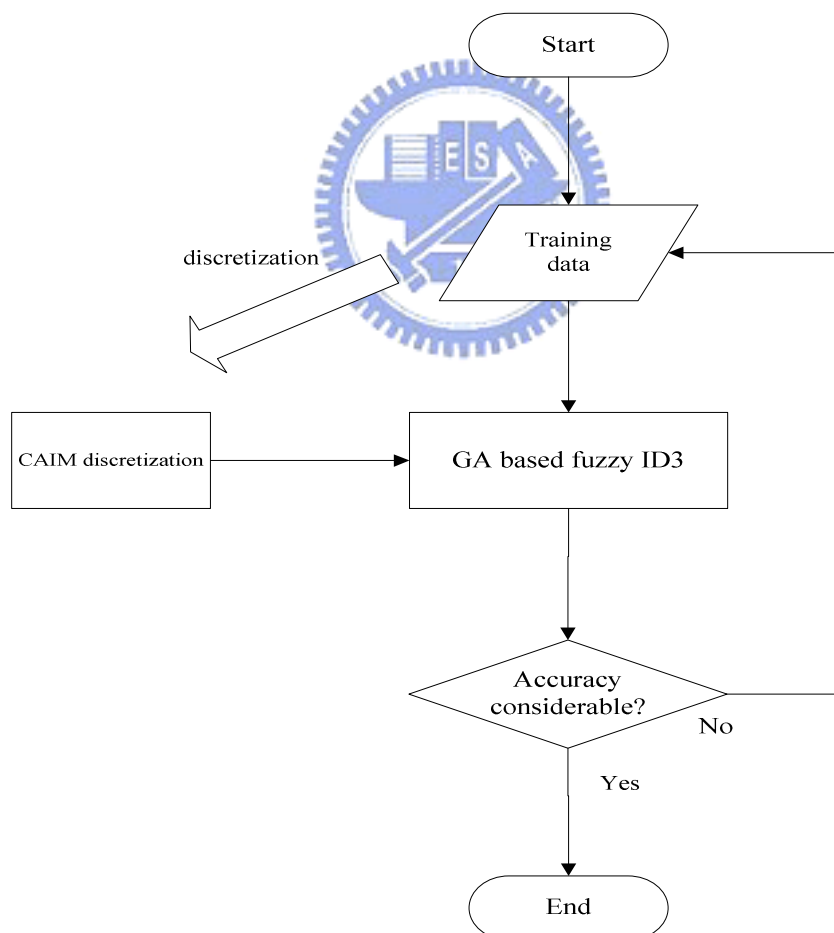 Start
E S A
Training
data
discretization
CAIM discretization
GA based fuzzy ID3
Accuracy
considerable?
No
Yes
End